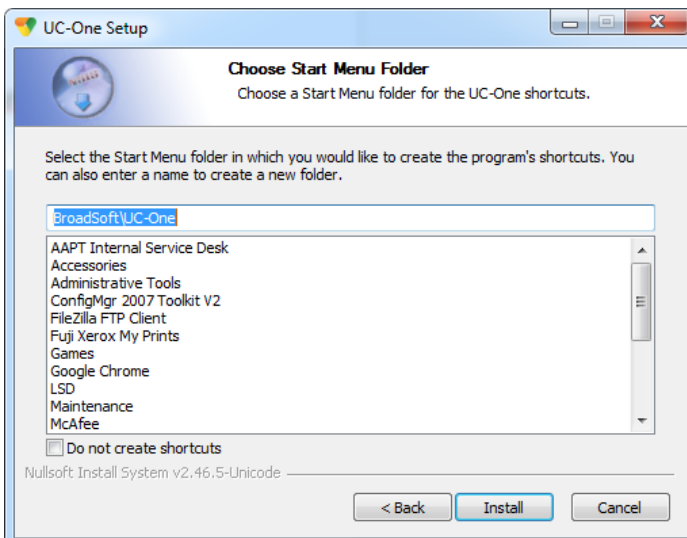 UC-One Setup
Choose Start Menu Folder
Choose a Start Menu folder for the UC-One shortcuts.
Select the Start Menu folder in which you would like to create the program's shortcuts. You
can also enter a name to create a new folder.
BroadSoft\UC-One
AAPT Internal Service Desk
Accessories
Administrative Tools
ConfigMgr 2007 Toolkit V2
FileZilla FTP Client
Fuji Xerox My Prints
Games
Google Chrome
LSD
Maintenance
McAfee
Do not create shortcuts
Nullsoft Install System v2.46.5-Unicode
< Back Install Cancel